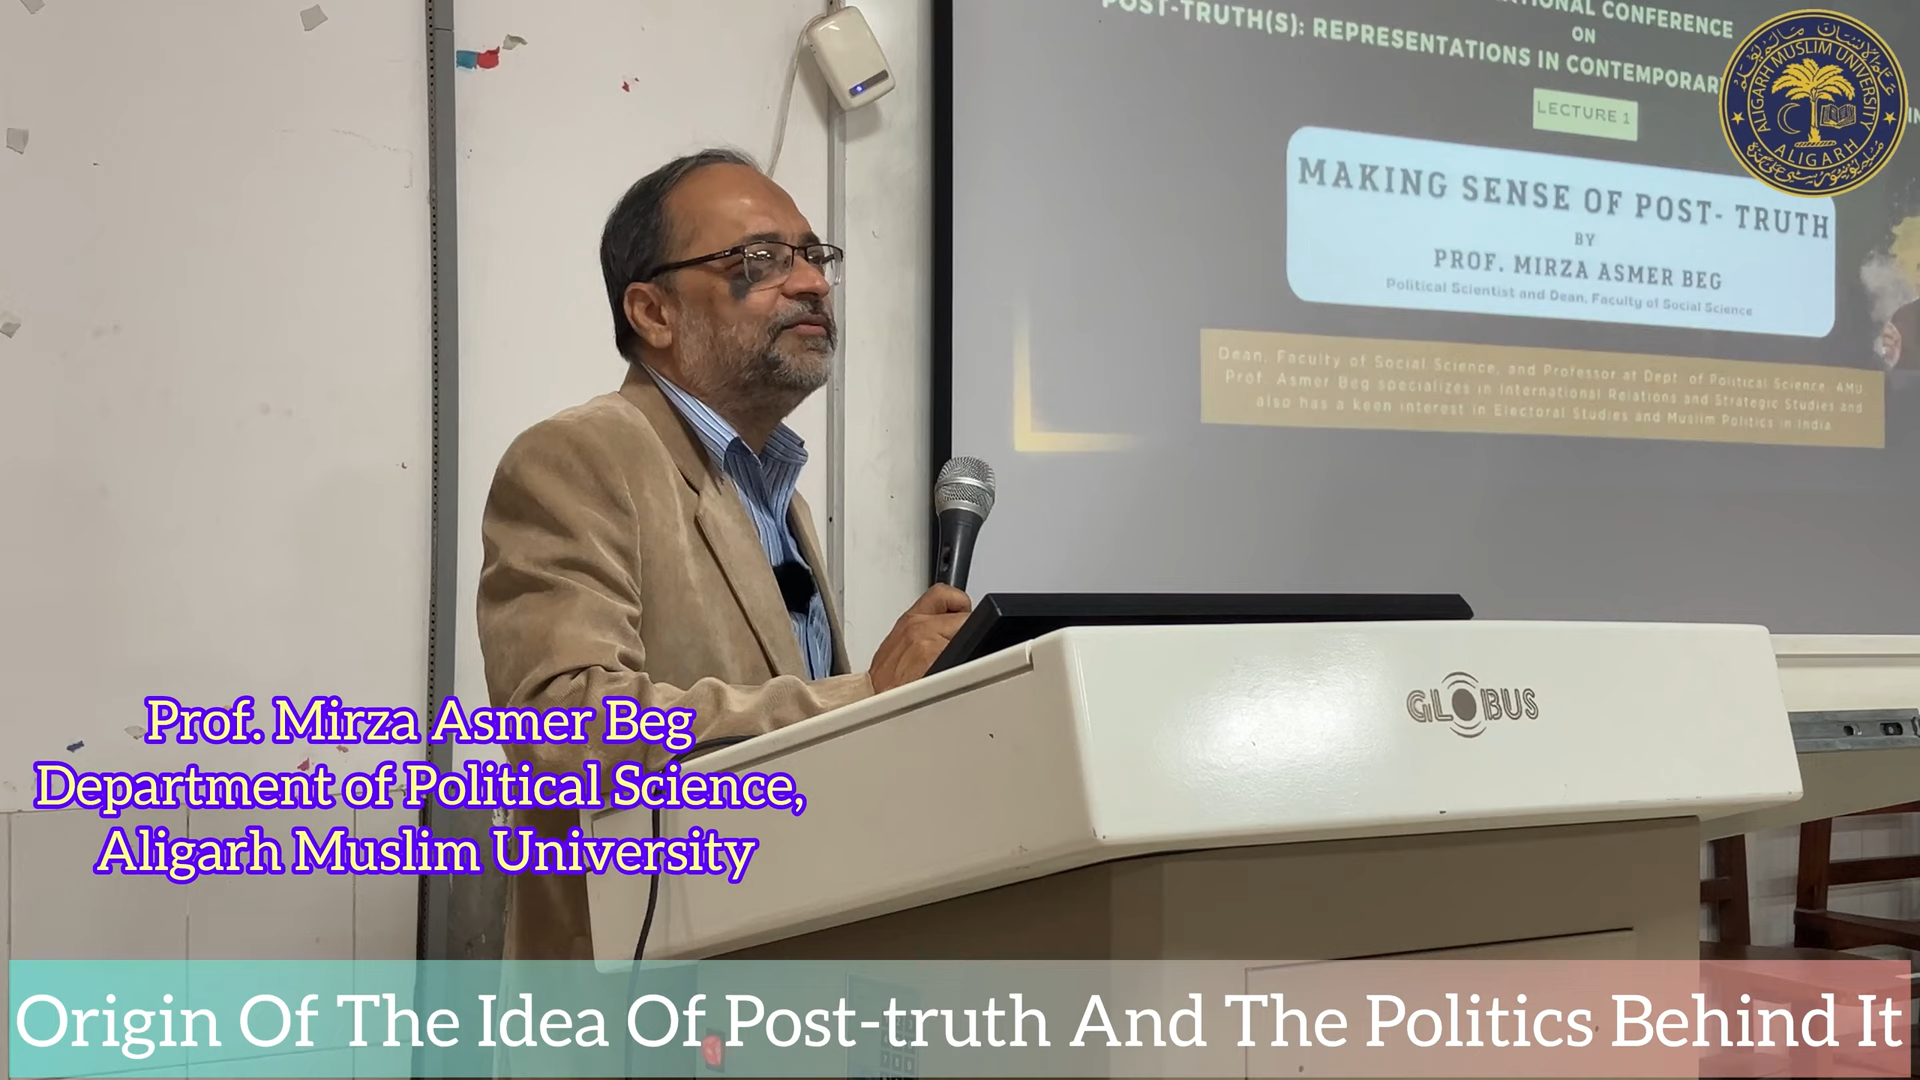 CONFERENCE
ON
POST-TRUTH(S): REPRESENTATIONS IN
LECTURE 1
MAKING SENSE OF POST- TRUTH
BY
PROF. MIRZA ASMER BEG
Political Scientist and Dean, Faculty of Social Science
Dean, Faculty of Social Science, and Professor at Dept. of Political Science, AMU.
Prof. Asmer Beg specializes in International Relations and Strategic Studies and
also has a keen interest in Electoral Studies and Muslim Politics in India
ALIGARH MUSLIM UNIVERSITY
ALIGARH
GLOBUS
Prof. Mirza Asmer Beg
Department of Political Science,
Aligarh Muslim University
Origin Of The Idea Of Post-truth And The Politics Behind It